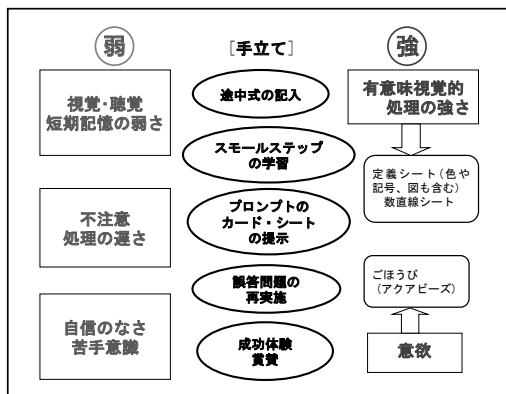 弱
視覚・聴覚
短期記憶の弱さ
不注意
処理の遅さ
自信のなさ
苦手意識
[手立て]
途中式の記入
スモールステップ
の学習
プロンプトの
カード・シート
の提示
誤答問題の
再実施
成功体験
賞賛
強
有意味視覚的
処理の強さ
定義シート(色や
記号、図も含む)
数直線シート
ごほうび
(アクアビーズ)
意欲